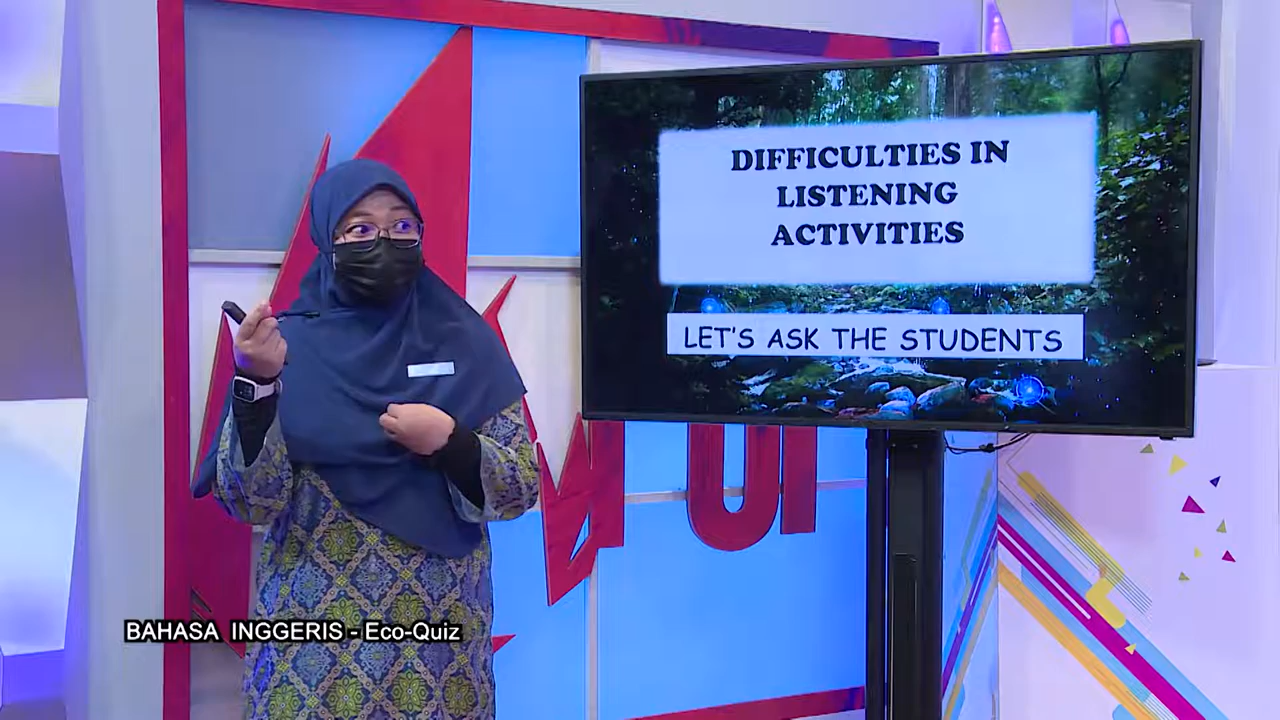 DIFFICULTIES IN
LISTENING
ACTIVITIES
LET'S ASK THE STUDENTS
BAHASA INGGERIS - Eco-Quiz